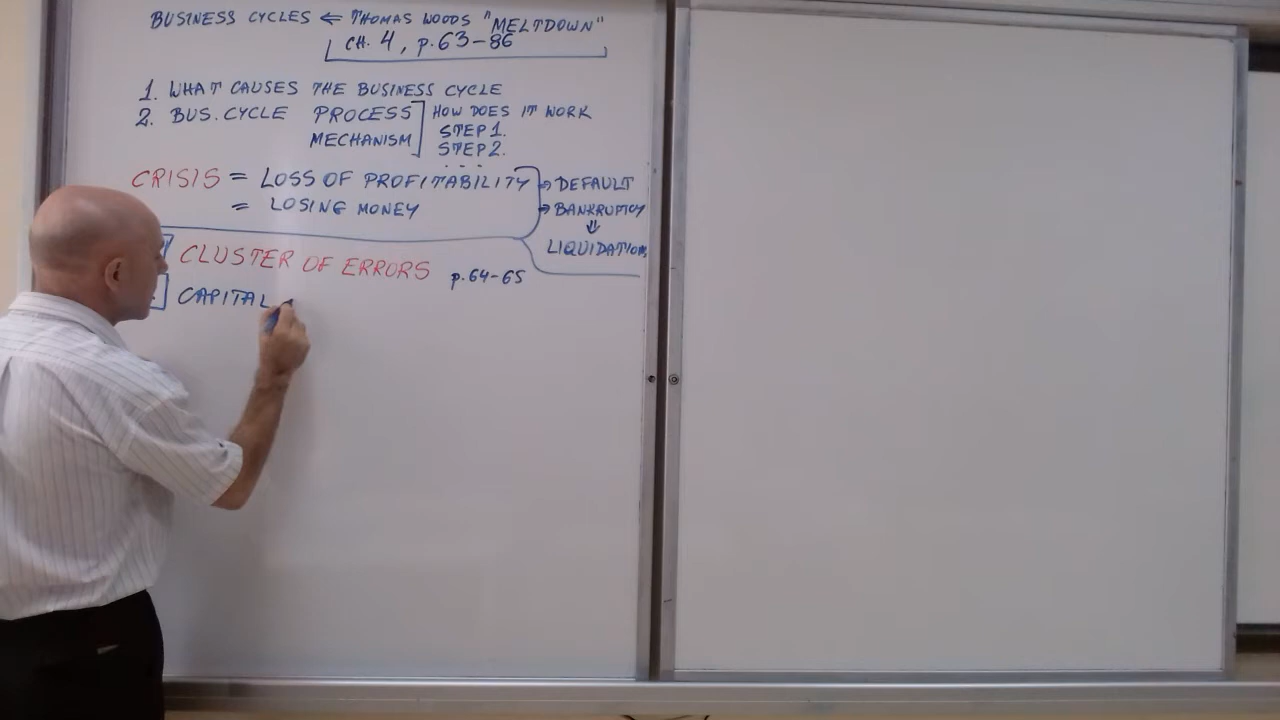 BUSINESS CYCLES ⇐ THOMAS WOODS "MELTDOWN"
CH. 4, p.63-86
1. WHAT CAUSES THE BUSINESS CYCLE
2. BUS. CYCLE PROCESS HOW DOES IT WORK
MECHANISM STEP 1.
STEP 2.
...
CRISIS = LOSS OF PROFITABILITY → DEFAULT
= LOSING MONEY → BANKRUPTCY
⇓
LIQUIDATION
CLUSTER OF ERRORS p.64-65
CAPITAL